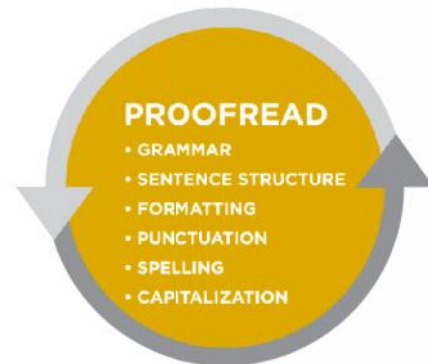 PROOFREAD
• GRAMMAR
• SENTENCE STRUCTURE
• FORMATTING
• PUNCTUATION
• SPELLING
• CAPITALIZATION